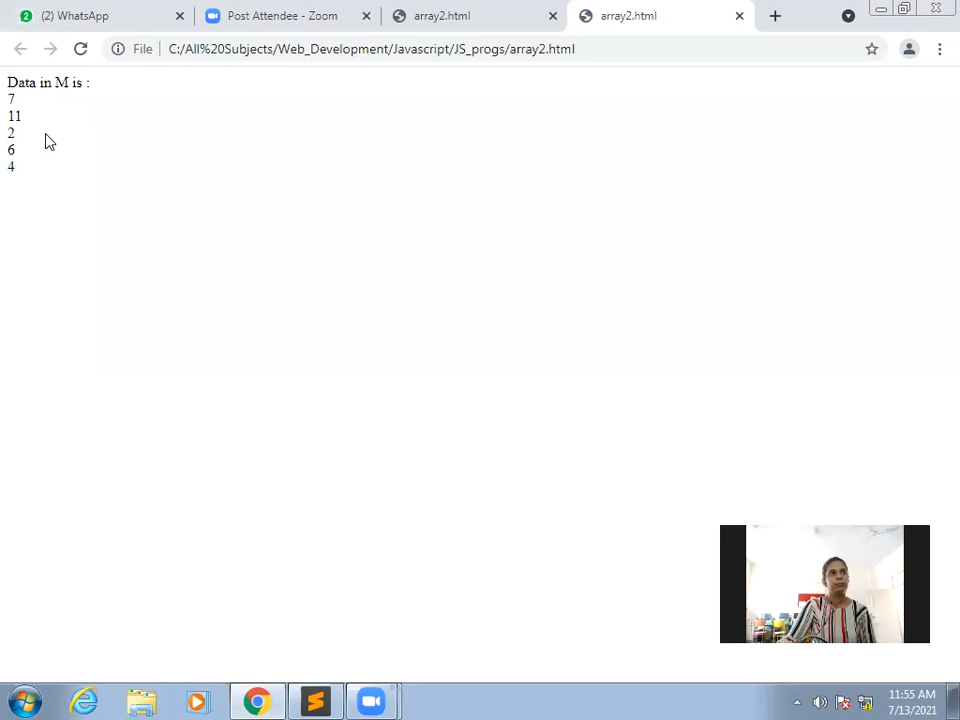 (2) WhatsApp
Post Attendee - Zoom
array2.html
array2.html
File
C:/All%20Subjects/Web_Development/Javascript/JS_progs/array2.html
Data in M is :
7
11
2
6
4
11:55 AM
7/13/2021